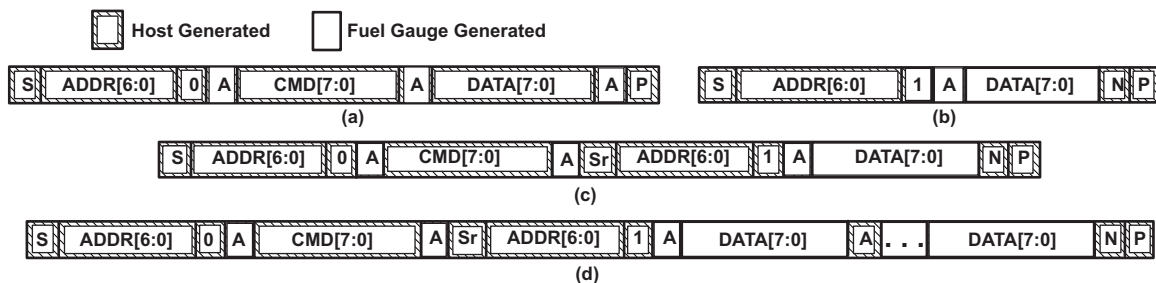 Host Generated Fuel Gauge Generated
S ADDR[6:0] 0 A CMD[7:0] A DATA[7:0] A P S ADDR[6:0] 1 A DATA[7:0] N P
(a) (b)
S ADDR[6:0] 0 A CMD[7:0] A Sr ADDR[6:0] 1 A DATA[7:0] N P
(c)
S ADDR[6:0] 0 A CMD[7:0] A Sr ADDR[6:0] 1 A DATA[7:0] A . . . DATA[7:0] N P
(d)